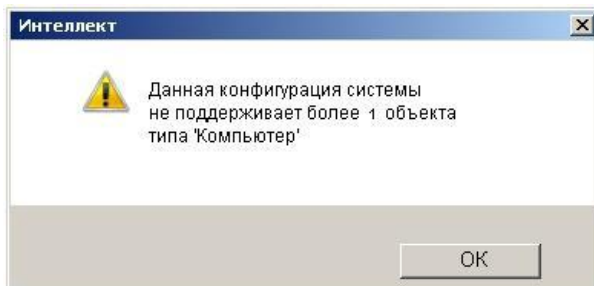 Интеллект
Данная конфигурация системы
не поддерживает более 1 объекта
типа 'Компьютер'
OK